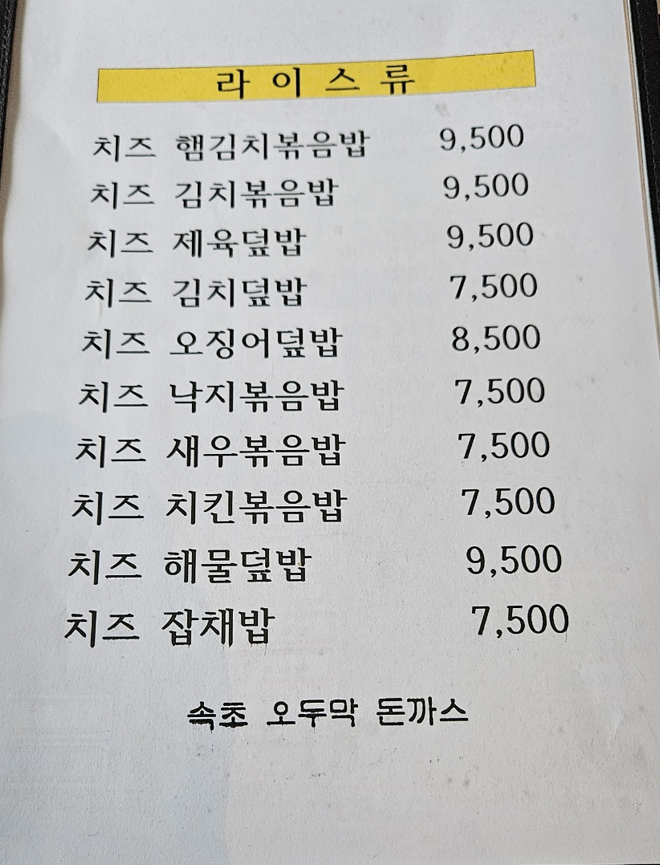 라이스류
치즈 햄김치볶음밥 9,500
치즈 김치볶음밥 9,500
치즈 제육덮밥 9,500
치즈 김치덮밥 7,500
치즈 오징어덮밥 8,500
치즈 낙지볶음밥 7,500
치즈 새우볶음밥 7,500
치즈 치킨볶음밥 7,500
치즈 해물덮밥 9,500
치즈 잡채밥 7,500
속초 오두막 돈까스